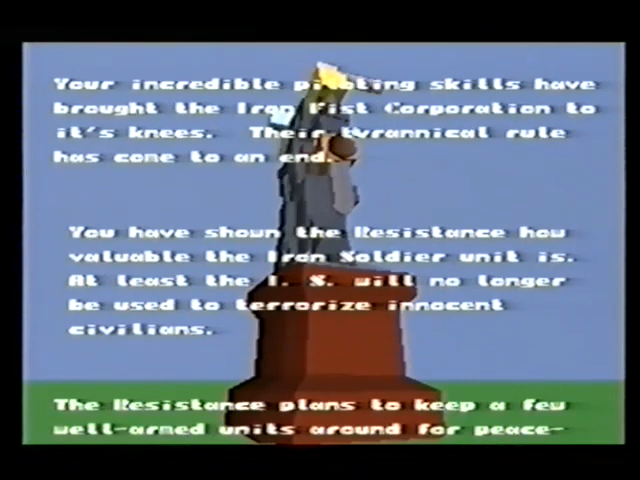 Your incredible piloting skills have
brought the Iron Fist Corporation to
it's knees. Their tyrannical rule
has come to an end.
You have shown the Resistance how
valuable the Iron Soldier unit is.
At least the I. S. will no longer
be used to terrorize innocent
civilians.
The Resistance plans to keep a few
well-armed units around for peace-